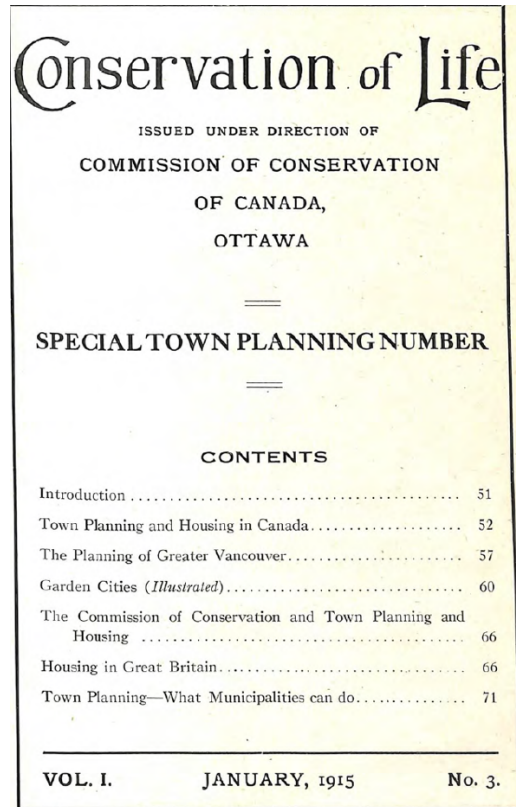 Conservation of Life
ISSUED UNDER DIRECTION OF
COMMISSION OF CONSERVATION
OF CANADA,
OTTAWA
SPECIAL TOWN PLANNING NUMBER
CONTENTS
Introduction .......................................... 51
Town Planning and Housing in Canada................... 52
The Planning of Greater Vancouver...................... 57
Garden Cities (Illustrated).............................. 60
The Commission of Conservation and Town Planning and
Housing ......................................... 66
Housing in Great Britain............................... 66
Town Planning—What Municipalities can do.............. 71
VOL. I. JANUARY, 1915 No. 3.